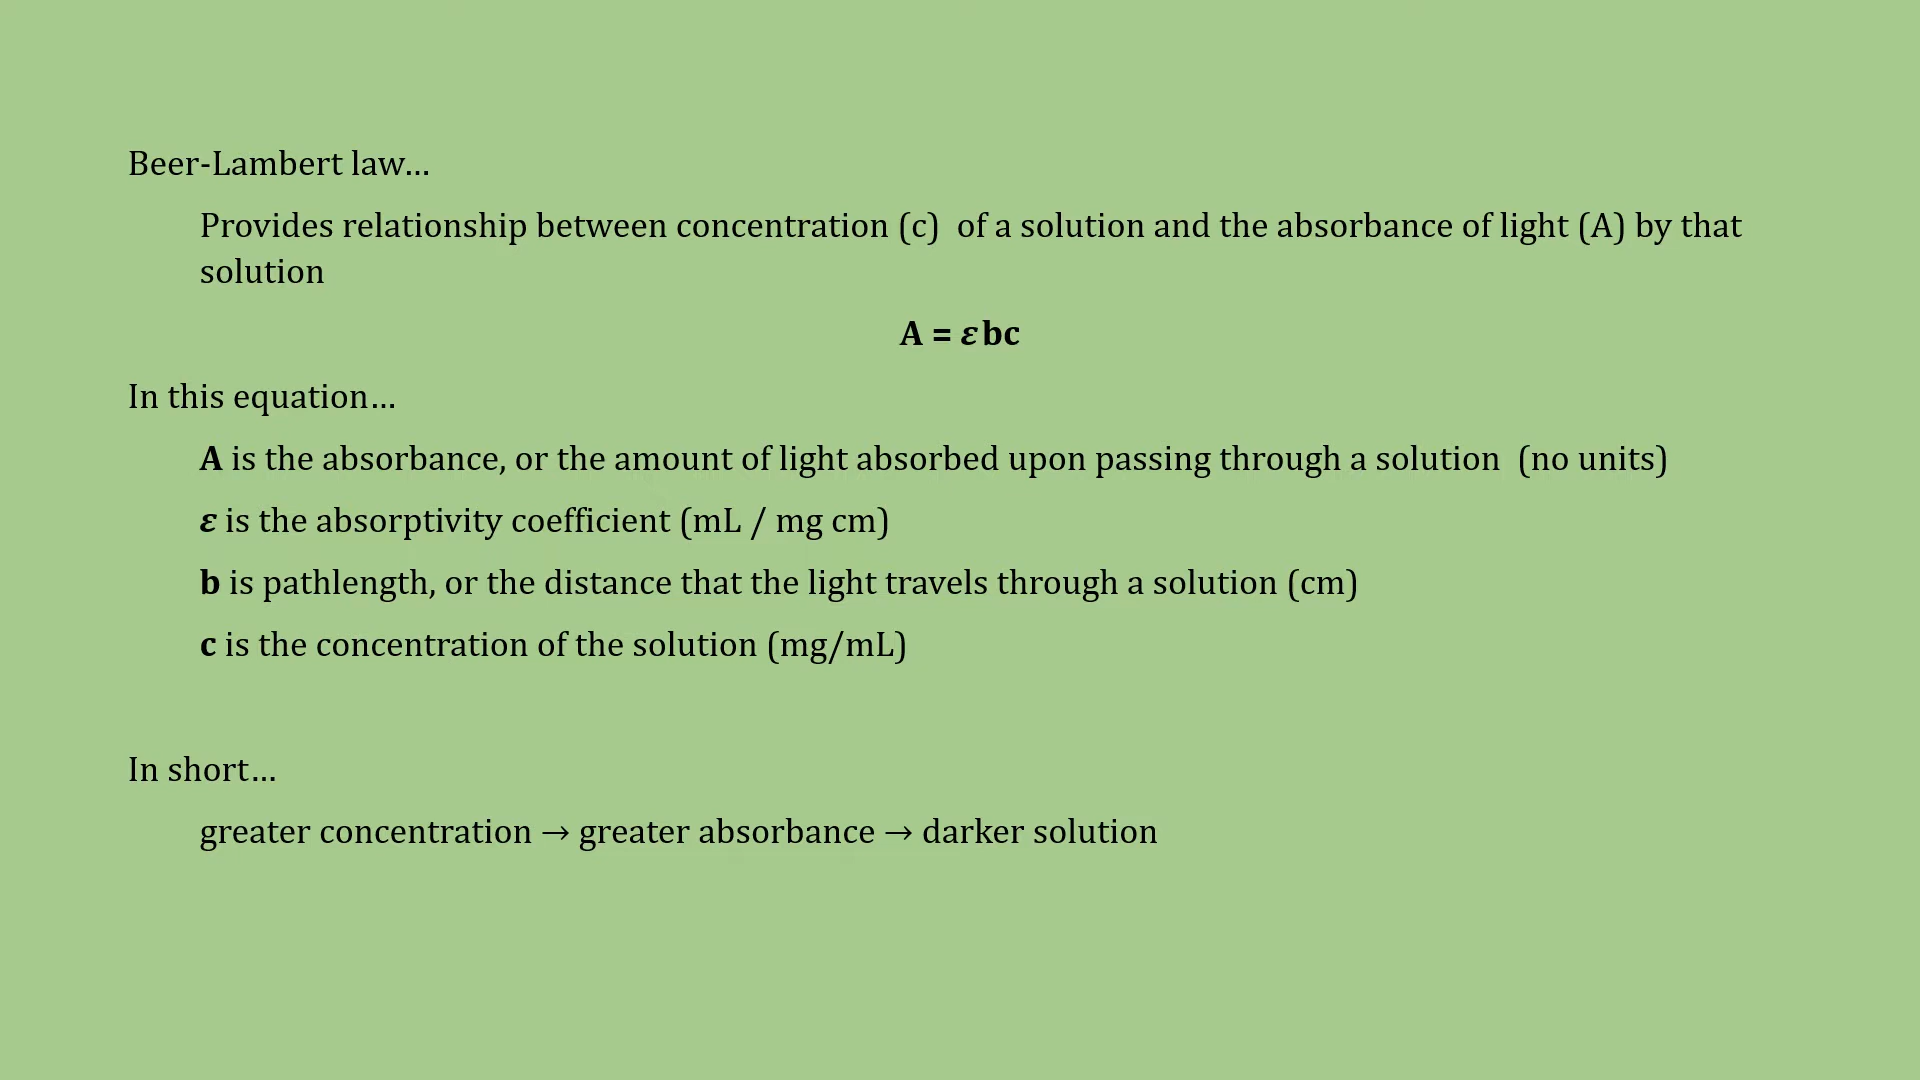 Beer-Lambert law…
Provides relationship between concentration (c)  of a solution and the absorbance of light (A) by that
solution
A = εbc
In this equation…
A is the absorbance, or the amount of light absorbed upon passing through a solution  (no units)
ε is the absorptivity coefficient (mL / mg cm)
b is pathlength, or the distance that the light travels through a solution (cm)
c is the concentration of the solution (mg/mL)
In short…
greater concentration → greater absorbance → darker solution